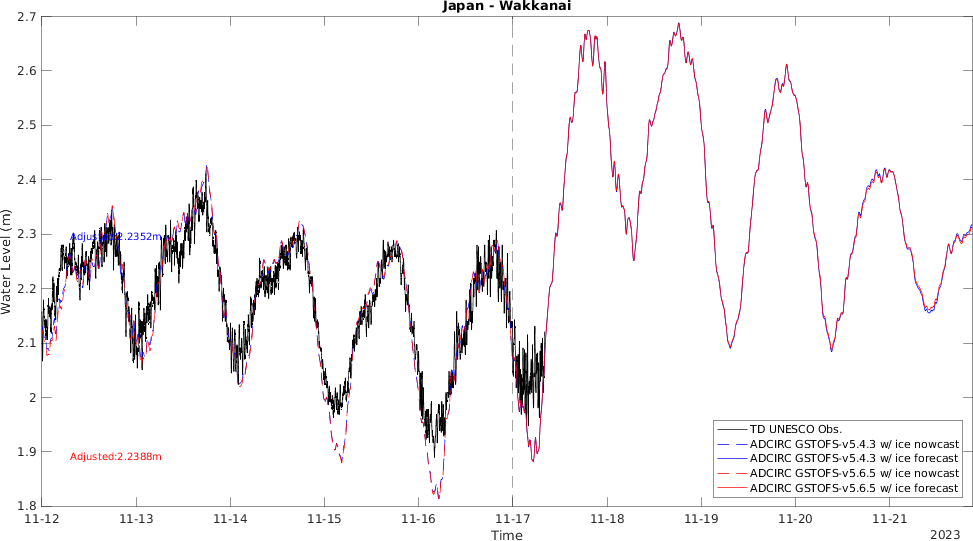 Japan - Wakkanai
2.7
2.6
2.5
2.4
2.3
2.2
2.1
2
1.9
1.8
Water Level (m)
Adjusted:2.2352m
Adjusted:2.2388m
TD UNESCO Obs.
ADCIRC GSTOFS-v5.4.3 w/ ice nowcast
ADCIRC GSTOFS-v5.4.3 w/ ice forecast
ADCIRC GSTOFS-v5.6.5 w/ ice nowcast
ADCIRC GSTOFS-v5.6.5 w/ ice forecast
11-12 11-13 11-14 11-15 11-16 11-17 11-18 11-19 11-20 11-21
Time
2023